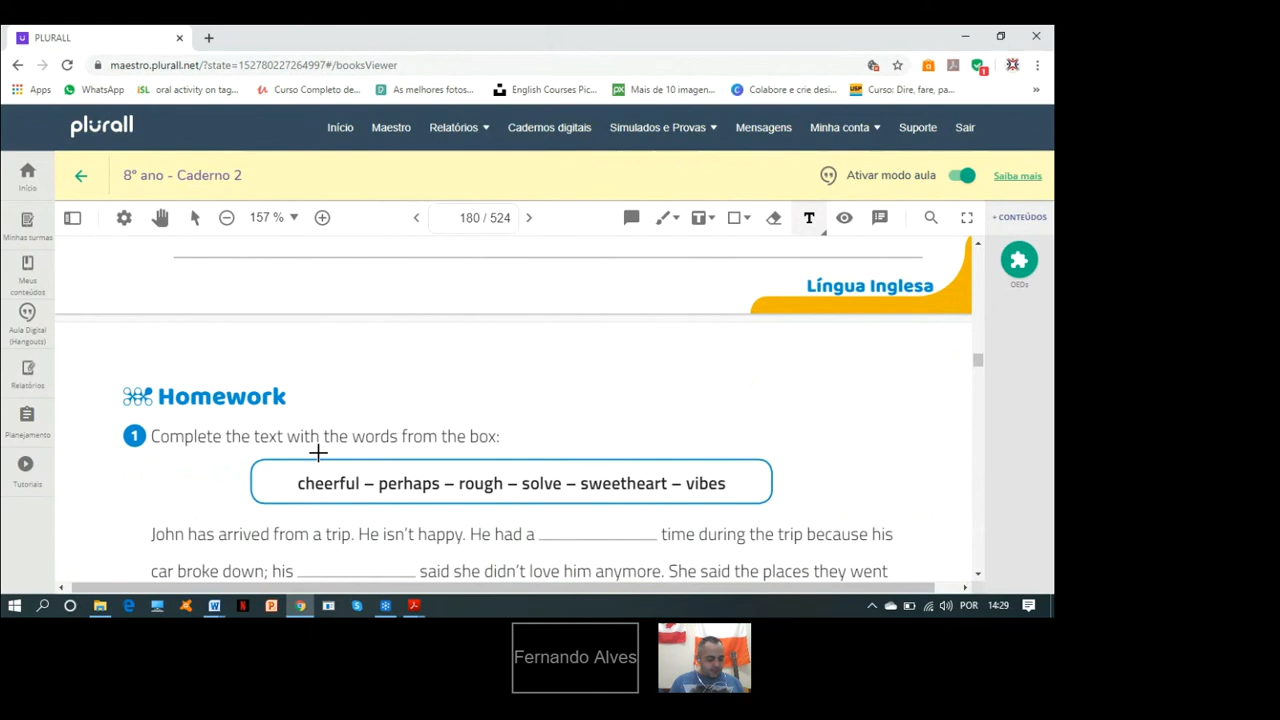 PLURALL
maestro.plurall.net/?state=152780227264997#/booksViewer
1
Apps WhatsApp oral activity on tag... Curso Completo de... As melhores fotos... English Courses Pic... Mais de 10 imagen... Colabore e crie desi... Curso: Dire, fare, pa... »
plurall
Início Maestro Relatórios Cadernos digitais Simulados e Provas Mensagens Minha conta Suporte Sair
8º ano - Caderno 2 Ativar modo aula Saiba mais
Início
157 % 180 / 524 T T + CONTEÚDOS
Minhas turmas
Meus conteúdos
OEDs
Língua Inglesa
Aula Digital (Hangouts)
Relatórios
Homework
Planejamento
1 Complete the text with the words from the box:
Tutoriais
cheerful – perhaps – rough – solve – sweetheart – vibes
John has arrived from a trip. He isn't happy. He had a ______ time during the trip because his
car broke down; his ______ said she didn't love him anymore. She said the places they went
POR 14:29
Fernando Alves